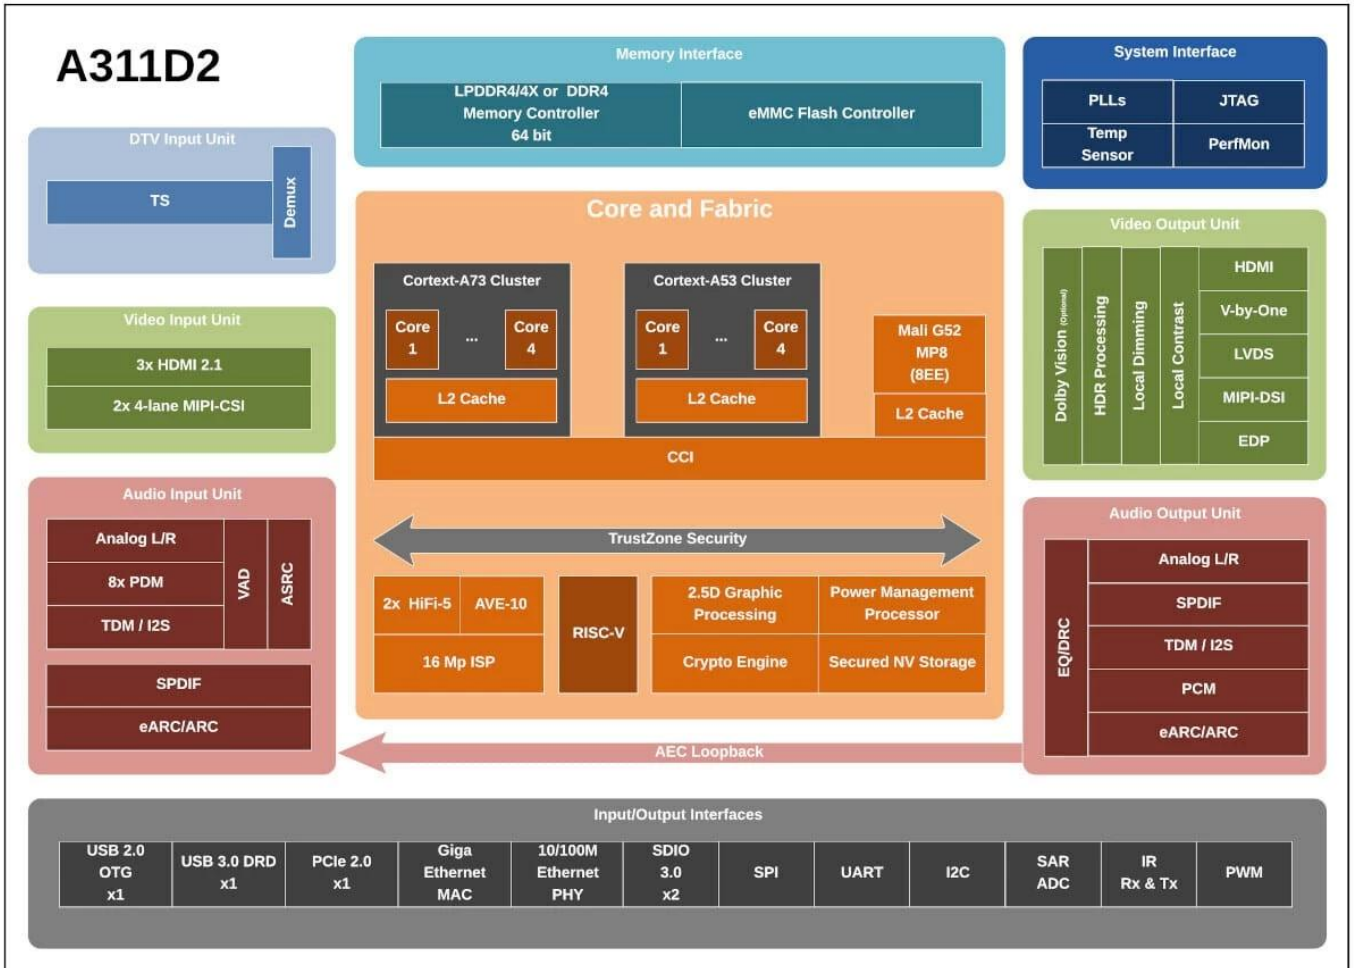 A311D2
Memory Interface
LPDDR4/4X or DDR4
Memory Controller
64 bit
eMMC Flash Controller
System Interface
PLLs
JTAG
Temp
Sensor
PerfMon
DTV Input Unit
TS
Demux
Video Input Unit
3x HDMI 2.1
2x 4-lane MIPI-CSI
Audio Input Unit
Analog L/R
8x PDM
TDM / I2S
VAD
ASRC
SPDIF
eARC/ARC
Core and Fabric
Cortext-A73 Cluster
Core
1
...
Core
4
L2 Cache
Cortext-A53 Cluster
Core
1
...
Core
4
L2 Cache
Mali G52
MP8
(8EE)
L2 Cache
CCI
TrustZone Security
2x HiFi-5
AVE-10
16 Mp ISP
RISC-V
2.5D Graphic
Processing
Power Management
Processor
Crypto Engine
Secured NV Storage
Video Output Unit
Dolby Vision (Optional)
HDR Processing
Local Dimming
Local Contrast
HDMI
V-by-One
LVDS
MIPI-DSI
EDP
Audio Output Unit
EQ/DRC
Analog L/R
SPDIF
TDM / I2S
PCM
eARC/ARC
AEC Loopback
Input/Output Interfaces
USB 2.0
OTG
x1
USB 3.0 DRD
x1
PCIe 2.0
x1
Giga
Ethernet
MAC
10/100M
Ethernet
PHY
SDIO
3.0
x2
SPI
UART
I2C
SAR
ADC
IR
Rx & Tx
PWM